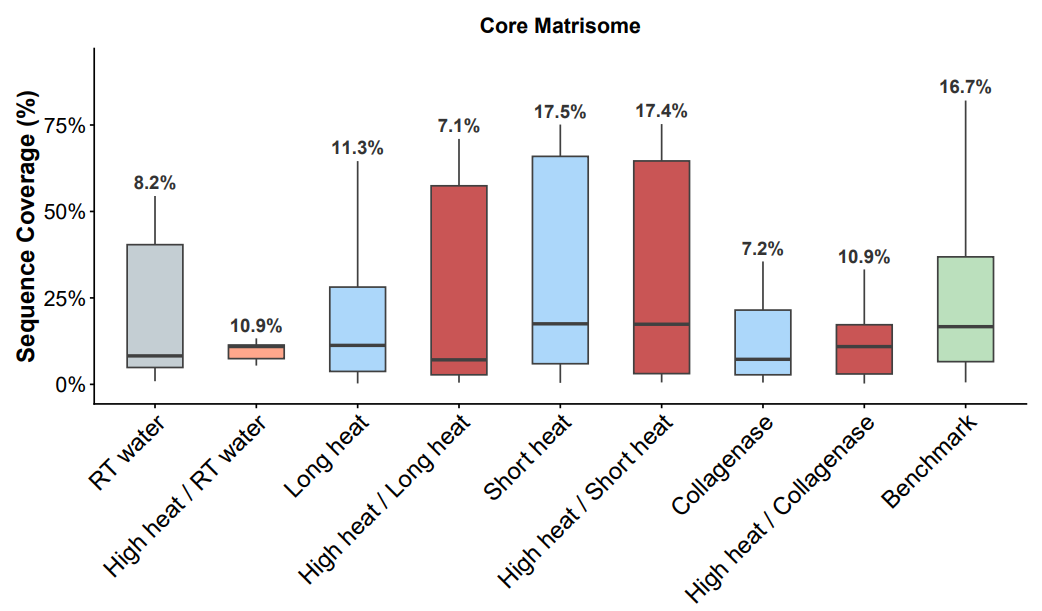 Core Matrisome
Sequence Coverage (%)
75%
50%
25%
0%
8.2%
10.9%
11.3%
7.1%
17.5%
17.4%
7.2%
10.9%
16.7%
RT water
High heat / RT water
Long heat
High heat / Long heat
Short heat
High heat / Short heat
Collagenase
High heat / Collagenase
Benchmark